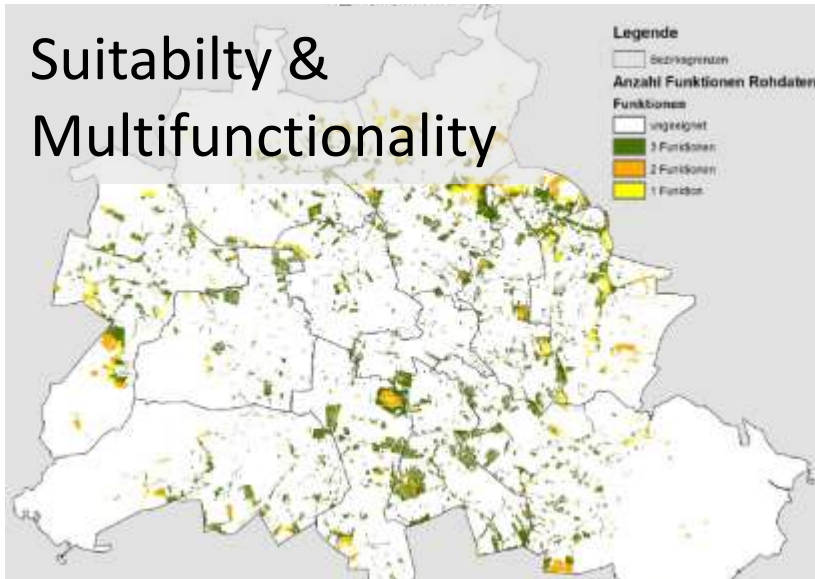 Suitabilty &
Multifunctionality
Legende
Bezirksgrenzen
Anzahl Funktionen Rohdaten
Funktionen
ungeeignet
3 Funktionen
2 Funktionen
1 Funktion